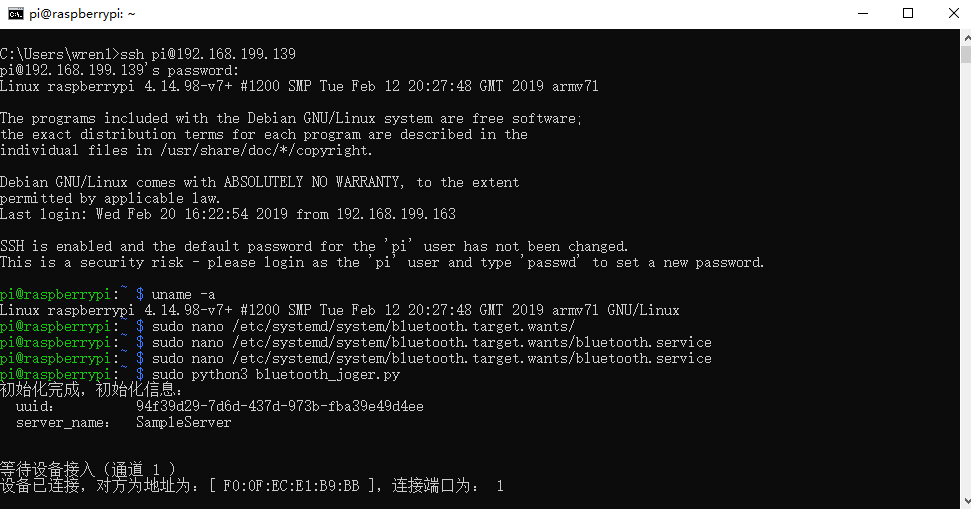 pi@raspberrypi: ~
C:\Users\wren1>ssh pi@192.168.199.139
pi@192.168.199.139's password:
Linux raspberrypi 4.14.98-v7+ #1200 SMP Tue Feb 12 20:27:48 GMT 2019 armv7l
The programs included with the Debian GNU/Linux system are free software;
the exact distribution terms for each program are described in the
individual files in /usr/share/doc/*/copyright.
Debian GNU/Linux comes with ABSOLUTELY NO WARRANTY, to the extent
permitted by applicable law.
Last login: Wed Feb 20 16:22:54 2019 from 192.168.199.163
SSH is enabled and the default password for the 'pi' user has not been changed.
This is a security risk - please login as the 'pi' user and type 'passwd' to set a new password.
pi@raspberrypi:~ $ uname -a
Linux raspberrypi 4.14.98-v7+ #1200 SMP Tue Feb 12 20:27:48 GMT 2019 armv7l GNU/Linux
pi@raspberrypi:~ $ sudo nano /etc/systemd/system/bluetooth.target.wants/
pi@raspberrypi:~ $ sudo nano /etc/systemd/system/bluetooth.target.wants/bluetooth.service
pi@raspberrypi:~ $ sudo nano /etc/systemd/system/bluetooth.target.wants/bluetooth.service
pi@raspberrypi:~ $ sudo python3 bluetooth_joger.py
初始化完成，初始化信息：
uuid： 94f39d29-7d6d-437d-973b-fba39e49d4ee
server_name： SampleServer
等待设备接入（通道 1 ）
设备已连接，对方为地址为：[ F0:0F:EC:E1:B9:BB ]，连接端口为： 1